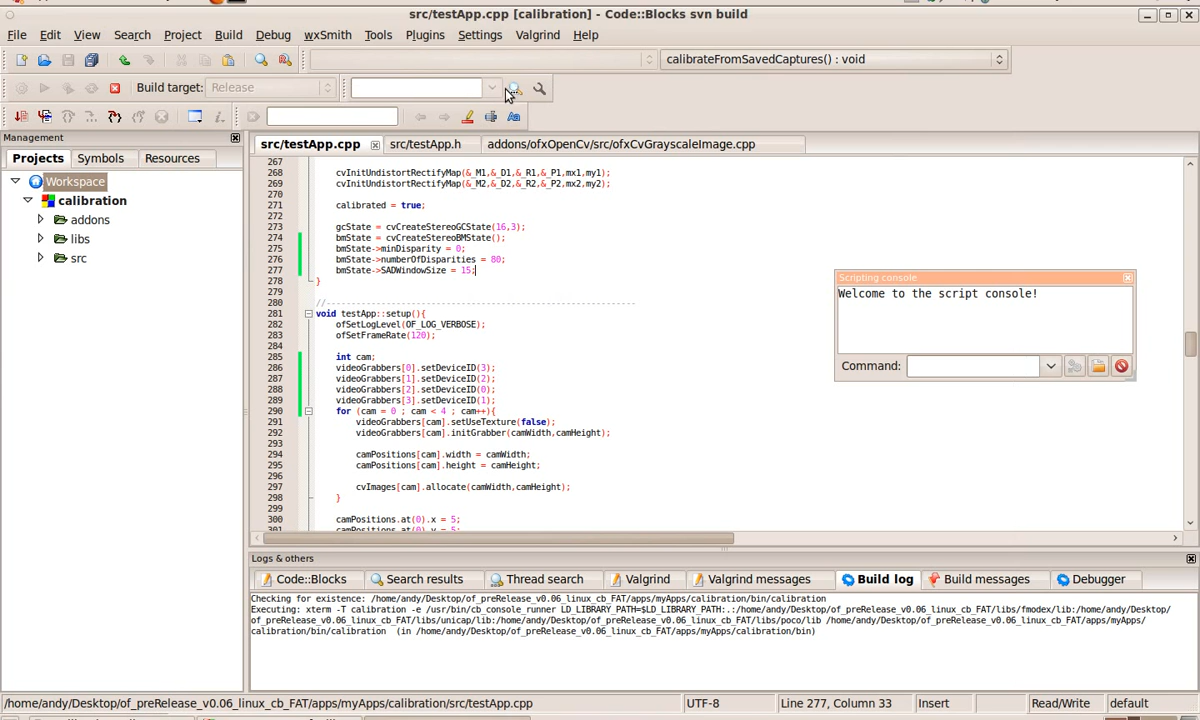 src/testApp.cpp [calibration] - Code::Blocks svn build
File Edit View Search Project Build Debug wxSmith Tools Plugins Settings Valgrind Help
calibrateFromSavedCaptures() : void
Build target: Release
Management
Projects Symbols Resources
Workspace
calibration
addons
libs
src
src/testApp.cpp src/testApp.h addons/ofxOpenCv/src/ofxCvGrayscaleImage.cpp
267
268 cvInitUndistortRectifyMap(&_M1,&_D1,&_R1,&_P1,mx1,my1);
269 cvInitUndistortRectifyMap(&_M2,&_D2,&_R2,&_P2,mx2,my2);
270
271 calibrated = true;
272
273 gcState = cvCreateStereoGCState(16,3);
274 bmState = cvCreateStereoBMState();
275 bmState->minDisparity = 0;
276 bmState->numberOfDisparities = 80;
277 bmState->SADWindowSize = 15;
278 }
279
280 //--------------------------------------------------------------
281 void testApp::setup(){
282 ofSetLogLevel(OF_LOG_VERBOSE);
283 ofSetFrameRate(120);
284
285 int cam;
286 videoGrabbers[0].setDeviceID(3);
287 videoGrabbers[1].setDeviceID(2);
288 videoGrabbers[2].setDeviceID(0);
289 videoGrabbers[3].setDeviceID(1);
290 for (cam = 0 ; cam < 4 ; cam++){
291 videoGrabbers[cam].setUseTexture(false);
292 videoGrabbers[cam].initGrabber(camWidth,camHeight);
293
294 camPositions[cam].width = camWidth;
295 camPositions[cam].height = camHeight;
296
297 cvImages[cam].allocate(camWidth,camHeight);
298 }
299
300 camPositions.at(0).x = 5;
301 camPositions.at(0).y = 5;
Scripting console
Welcome to the script console!
Command:
Logs & others
Code::Blocks Search results Thread search Valgrind Valgrind messages Build log Build messages Debugger
Checking for existence: /home/andy/Desktop/of_preRelease_v0.06_linux_cb_FAT/apps/myApps/calibration/bin/calibration
Executing: xterm -T calibration -e /usr/bin/cb_console_runner LD_LIBRARY_PATH=$LD_LIBRARY_PATH:.:/home/andy/Desktop/of_preRelease_v0.06_linux_cb_FAT/libs/fmodex/lib:/home/andy/Desktop/
of_preRelease_v0.06_linux_cb_FAT/libs/unicap/lib:/home/andy/Desktop/of_preRelease_v0.06_linux_cb_FAT/libs/poco/lib /home/andy/Desktop/of_preRelease_v0.06_linux_cb_FAT/apps/myApps/
calibration/bin/calibration  (in /home/andy/Desktop/of_preRelease_v0.06_linux_cb_FAT/apps/myApps/calibration/bin)
/home/andy/Desktop/of_preRelease_v0.06_linux_cb_FAT/apps/myApps/calibration/src/testApp.cpp UTF-8 Line 277, Column 33 Insert Read/Write default